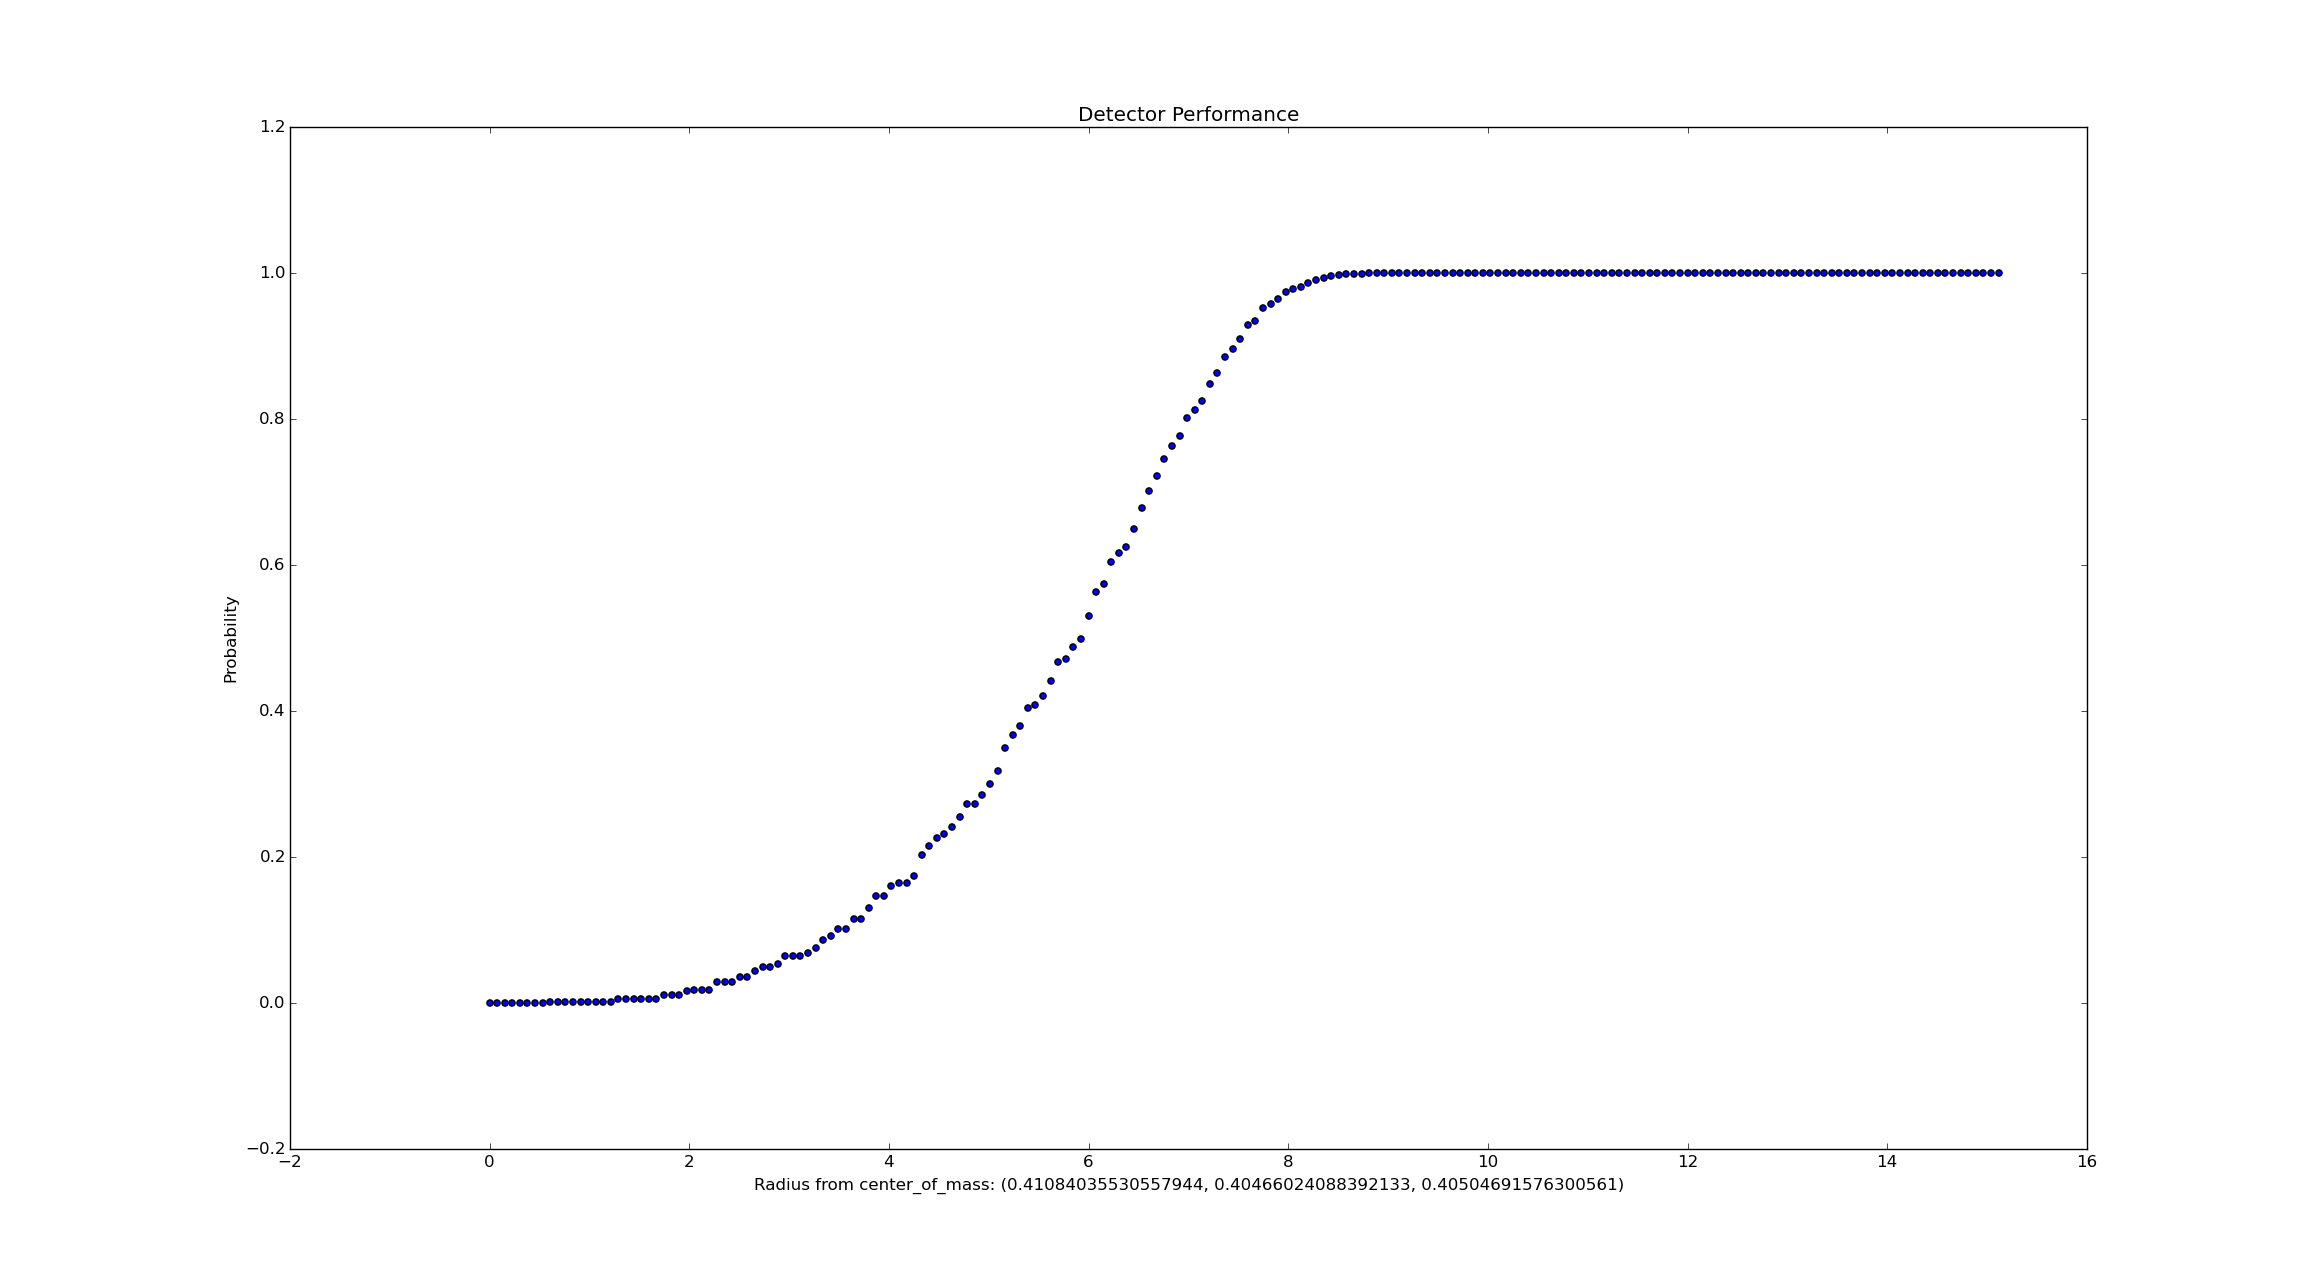 Detector Performance
1.2
1.0
0.8
0.6
0.4
0.2
0.0
−0.2
Probability
−2 0 2 4 6 8 10 12 14 16
Radius from center_of_mass: (0.41084035530557944, 0.40466024088392133, 0.40504691576300561)